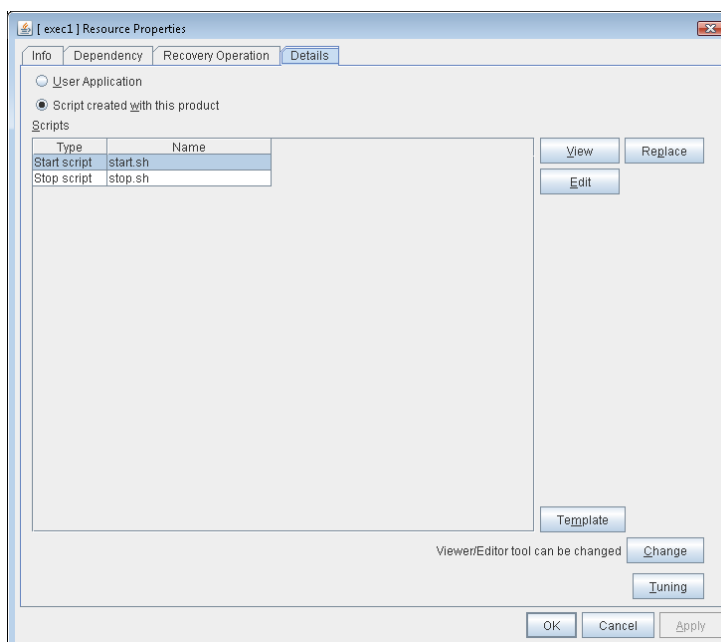 [ exec1 ] Resource Properties
Info Dependency Recovery Operation Details
User Application
Script created with this product
Scripts
Type Name
Start script start.sh
Stop script stop.sh
View Replace
Edit
Template
Viewer/Editor tool can be changed Change
Tuning
OK Cancel Apply